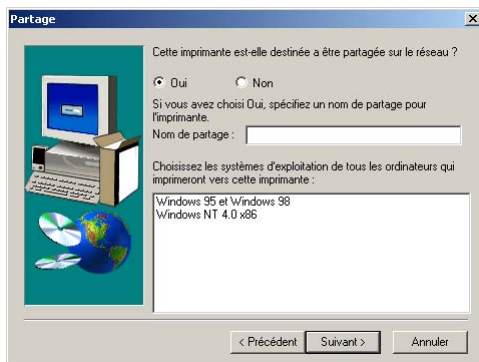 Partage
Cette imprimante est-elle destinée a être partagée sur le réseau ?
Oui
Non
Si vous avez choisi Oui, spécifiez un nom de partage pour
l'imprimante.
Nom de partage :
Choisissez les systèmes d'exploitation de tous les ordinateurs qui
imprimeront vers cette imprimante :
Windows 95 et Windows 98
Windows NT 4.0 x86
< Précédent
Suivant >
Annuler